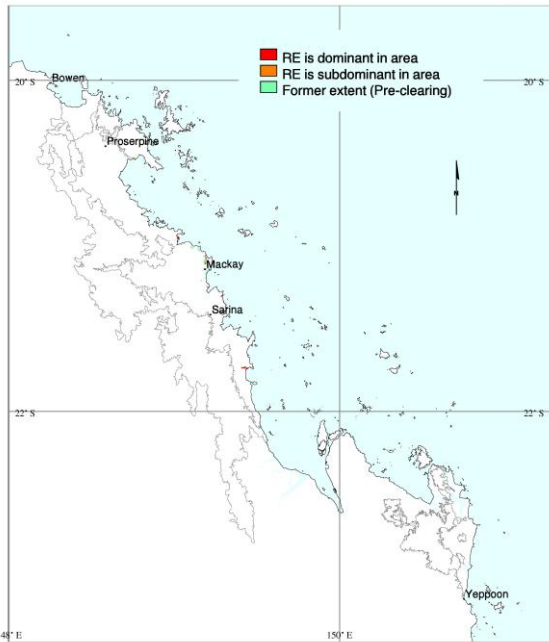 RE is dominant in area
RE is subdominant in area
Former extent (Pre-clearing)
20° S
20° S
Bowen
Proserpine
N
Mackay
Sarina
22° S
22° S
Yeppoon
48° E
150° E